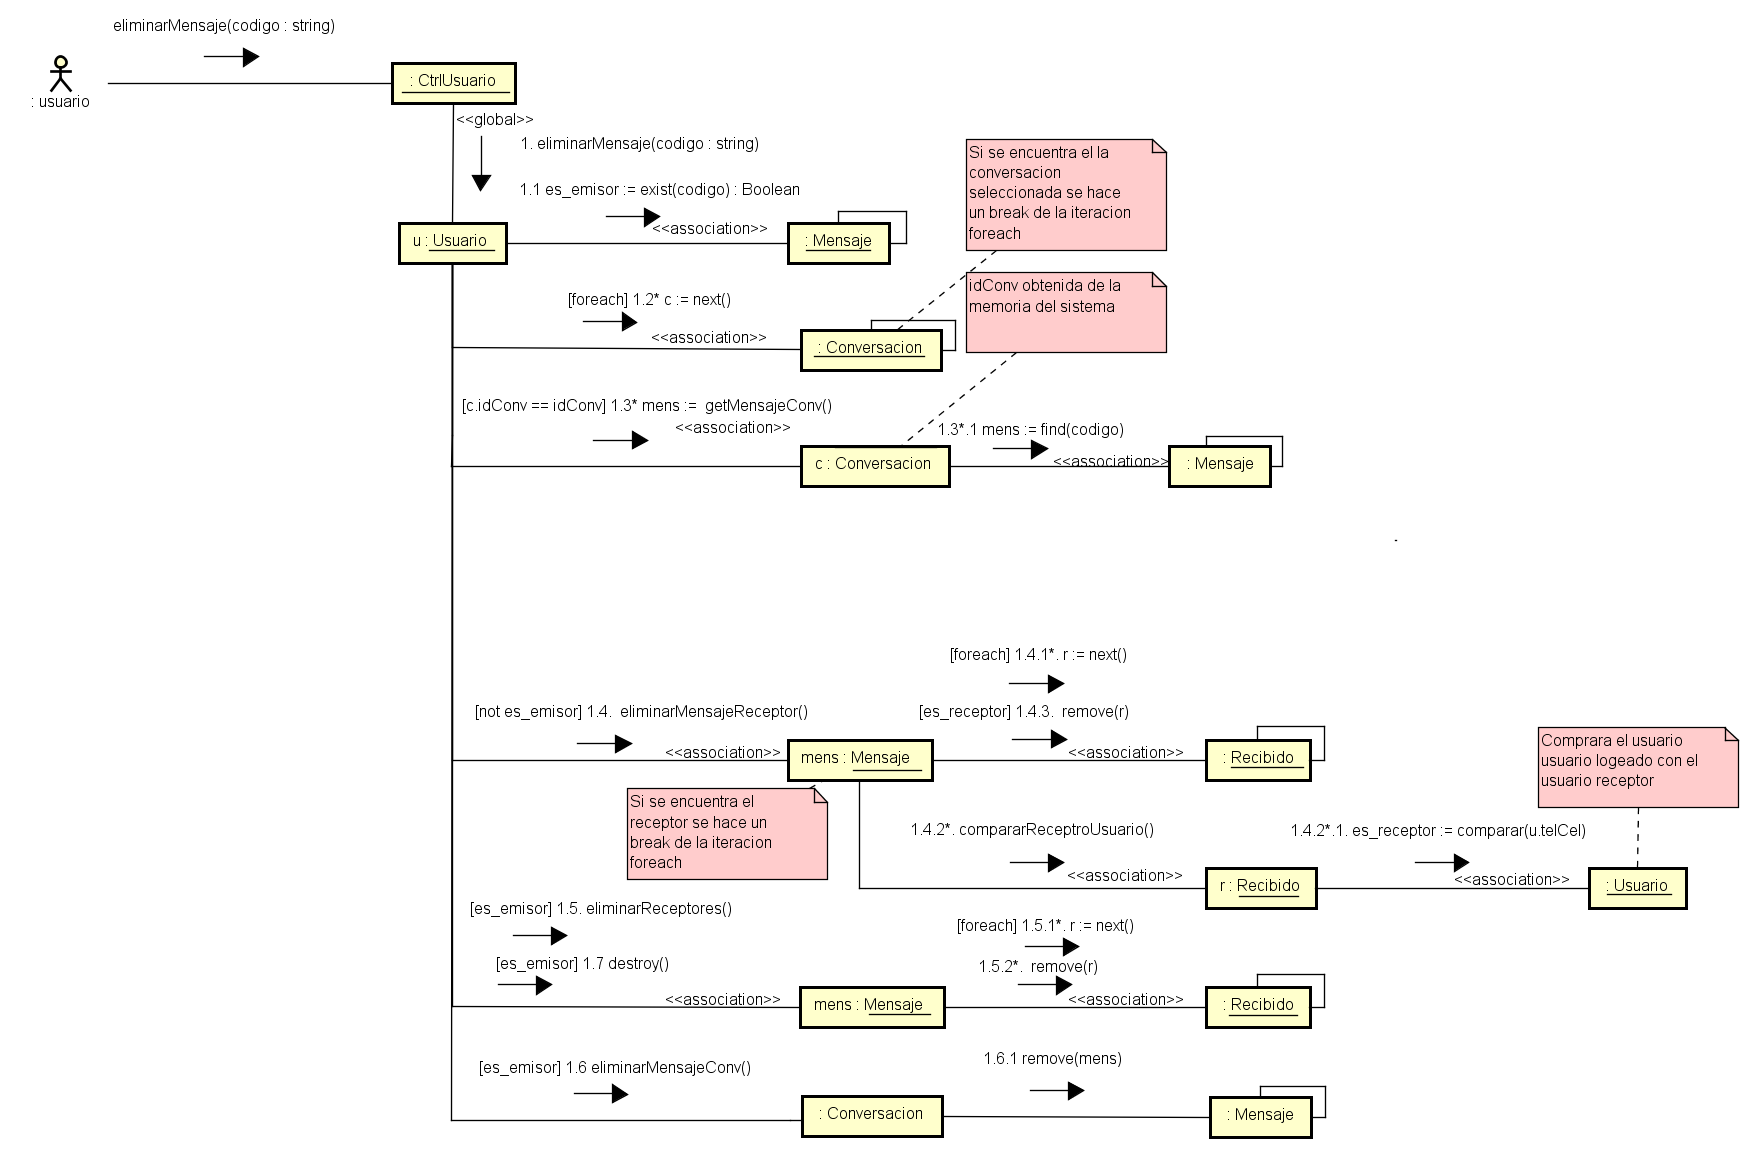 eliminarMensaje(codigo : string)
: usuario
: CtrlUsuario
<<global>>
1. eliminarMensaje(codigo : string)
1.1 es_emisor := exist(codigo) : Boolean
<<association>>
u : Usuario
: Mensaje
Si se encuentra el la
conversacion
seleccionada se hace
un break de la iteracion
foreach
[foreach] 1.2* c := next()
<<association>>
: Conversacion
idConv obtenida de la
memoria del sistema
[c.idConv == idConv] 1.3* mens :=  getMensajeConv()
<<association>>
c : Conversacion
1.3*.1 mens := find(codigo)
<<association>>
: Mensaje
[foreach] 1.4.1*. r := next()
[not es_emisor] 1.4.  eliminarMensajeReceptor()
[es_receptor] 1.4.3.  remove(r)
<<association>>
mens : Mensaje
<<association>>
: Recibido
Comprara el usuario
usuario logeado con el
usuario receptor
Si se encuentra el
receptor se hace un
break de la iteracion
foreach
1.4.2*. compararReceptroUsuario()
<<association>>
r : Recibido
1.4.2*.1. es_receptor := comparar(u.telCel)
<<association>>
: Usuario
[es_emisor] 1.5. eliminarReceptores()
[foreach] 1.5.1*. r := next()
[es_emisor] 1.7 destroy()
1.5.2*.  remove(r)
<<association>>
mens : Mensaje
<<association>>
: Recibido
[es_emisor] 1.6 eliminarMensajeConv()
1.6.1 remove(mens)
: Conversacion
: Mensaje